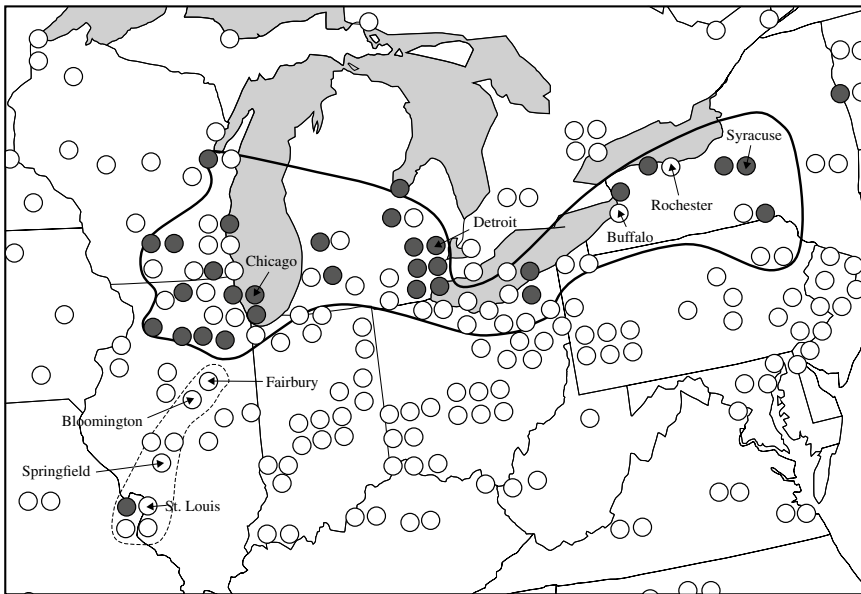 Syracuse
Rochester
Detroit
Buffalo
Chicago
Fairbury
Bloomington
Springfield
St. Louis